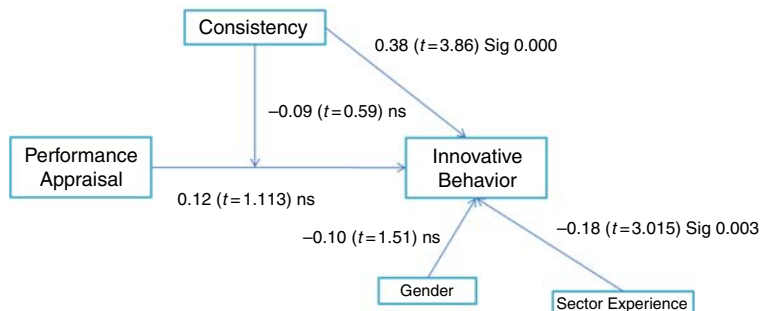 Consistency
0.38 (t=3.86) Sig 0.000
–0.09 (t=0.59) ns
Performance
Appraisal
Innovative
Behavior
0.12 (t=1.113) ns
–0.10 (t=1.51) ns
–0.18 (t=3.015) Sig 0.003
Gender
Sector Experience